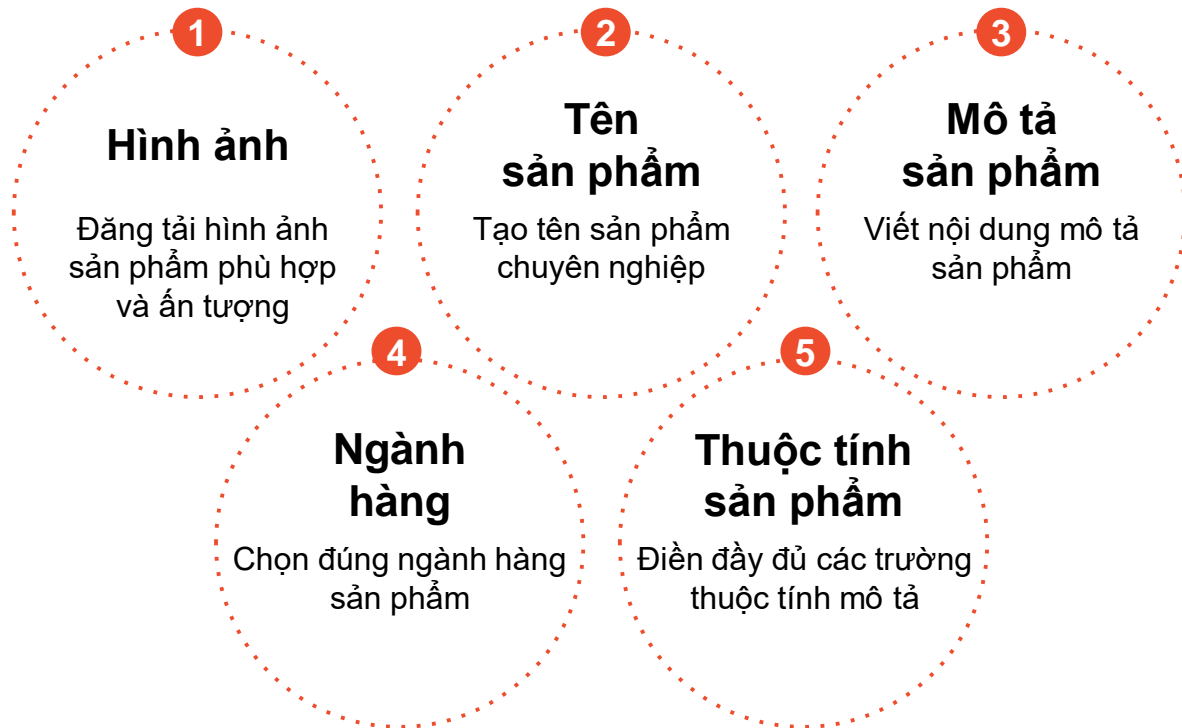 1
Hình ảnh
Đăng tải hình ảnh
sản phẩm phù hợp
và ấn tượng
2
Tên
sản phẩm
Tạo tên sản phẩm
chuyên nghiệp
3
Mô tả
sản phẩm
Viết nội dung mô tả
sản phẩm
4
Ngành
hàng
Chọn đúng ngành hàng
sản phẩm
5
Thuộc tính
sản phẩm
Điền đầy đủ các trường
thuộc tính mô tả